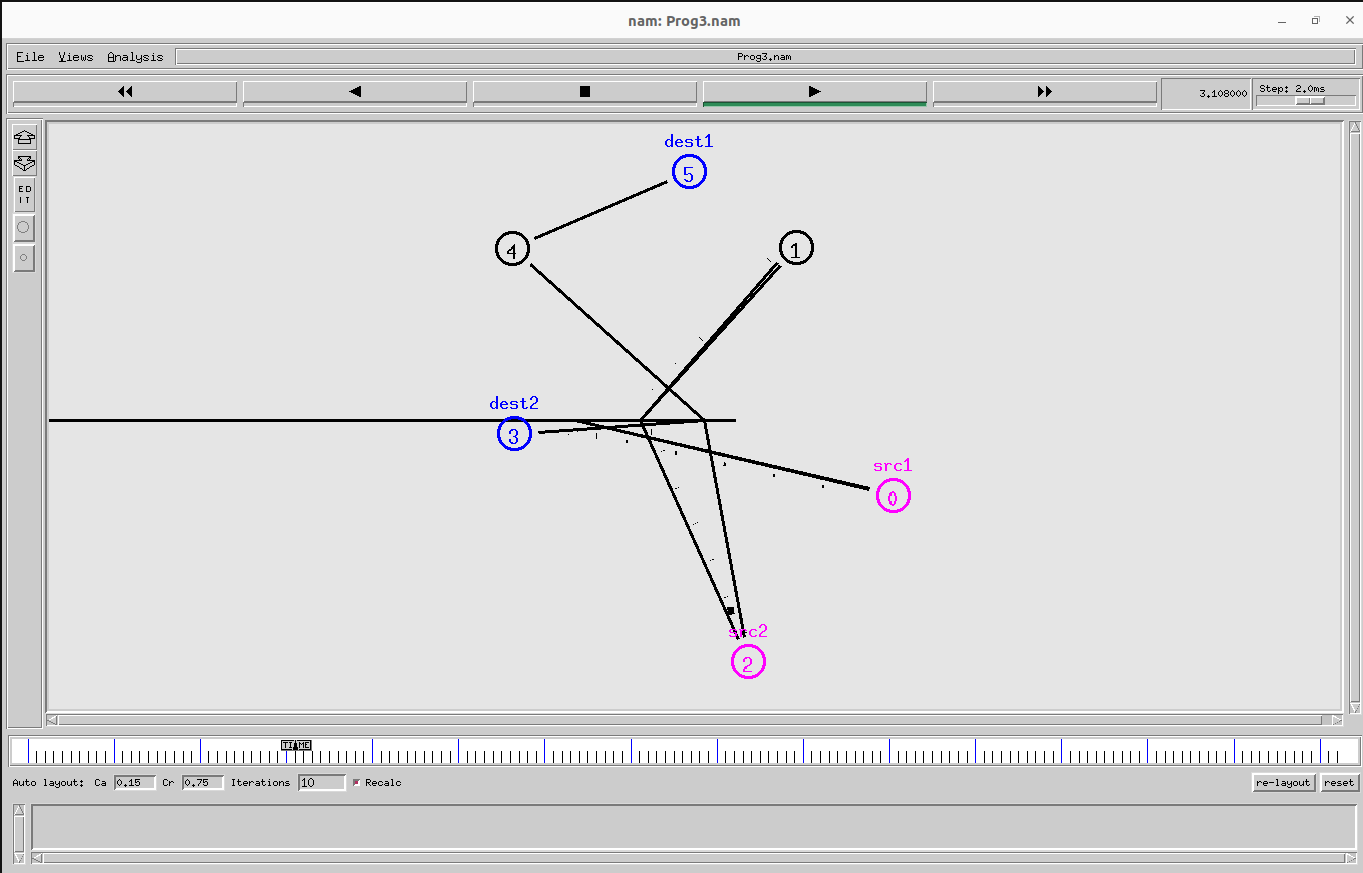 nam: Prog3.nam
File Views Analysis
Prog3.nam
3.108000
Step: 2.0ms
ED
IT
dest1
5
4
1
dest2
3
src1
0
src2
2
TIME
Auto layout: Ca 0.15 Cr 0.75 Iterations 10 Recalc
re-layout reset